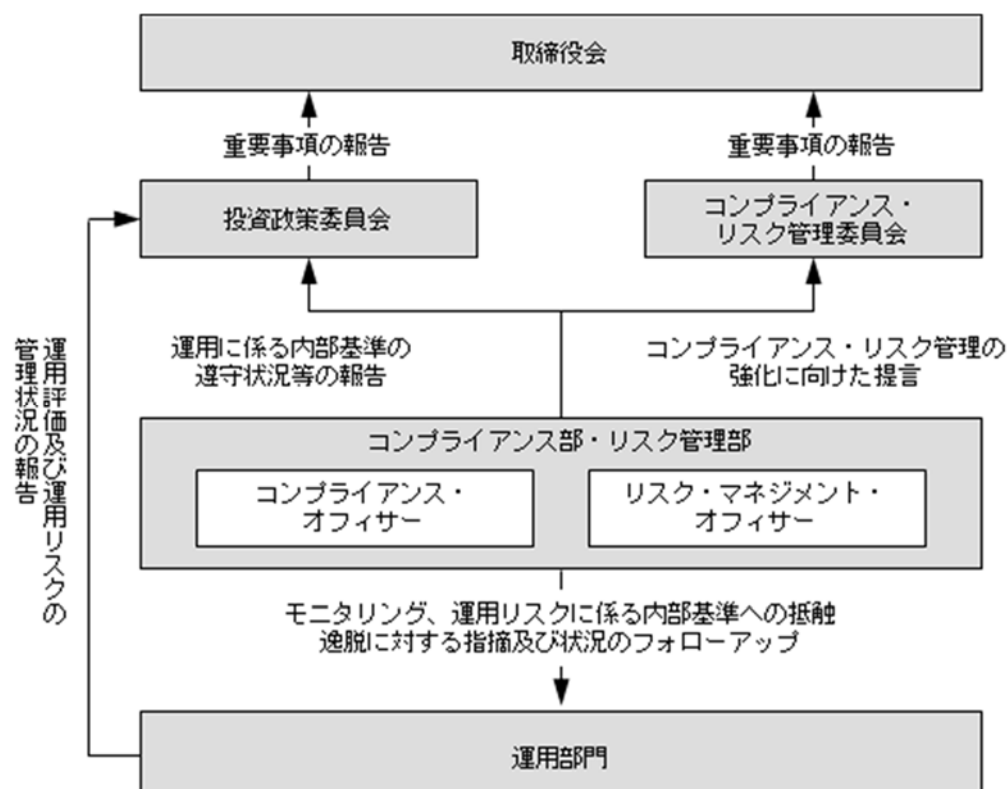 取締役会
重要事項の報告
重要事項の報告
投資政策委員会
コンプライアンス・
リスク管理委員会
運用に係る内部基準の
遵守状況等の報告
コンプライアンス・リスク管理の
強化に向けた提言
運用評価及び運用リスクの
管理状況の報告
コンプライアンス部・リスク管理部
コンプライアンス・
オフィサー
リスク・マネジメント・
オフィサー
モニタリング、運用リスクに係る内部基準への抵触
逸脱に対する指摘及び状況のフォローアップ
運用部門